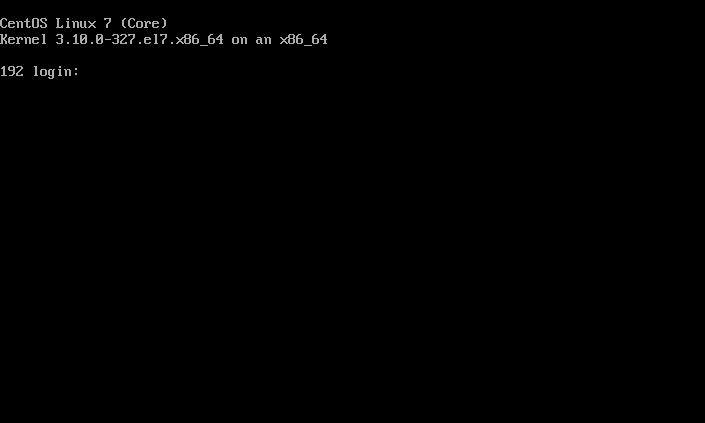 CentOS Linux 7 (Core)
Kernel 3.10.0-327.el7.x86_64 on an x86_64
192 login: